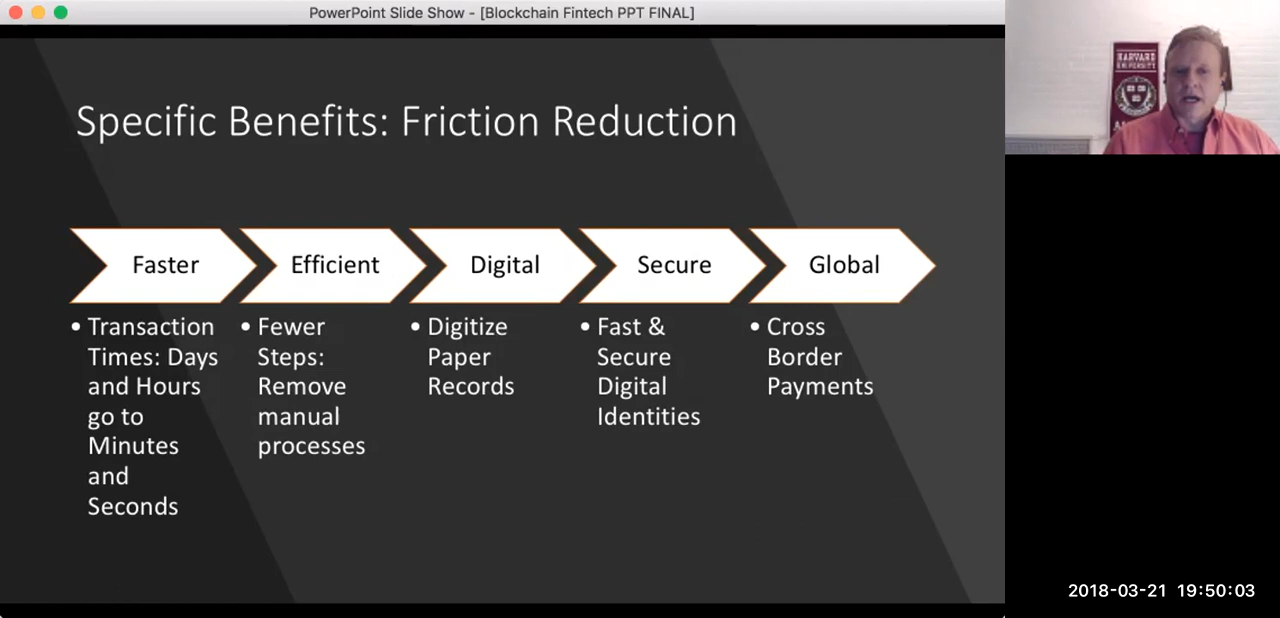 PowerPoint Slide Show - [Blockchain Fintech PPT FINAL]
HARVARD
UNIVERSITY
Specific Benefits: Friction Reduction
Faster
Efficient
Digital
Secure
Global
• Transaction
Times: Days
and Hours
go to
Minutes
and
Seconds
• Fewer
Steps:
Remove
manual
processes
• Digitize
Paper
Records
• Fast &
Secure
Digital
Identities
• Cross
Border
Payments
2018-03-21 19:50:03